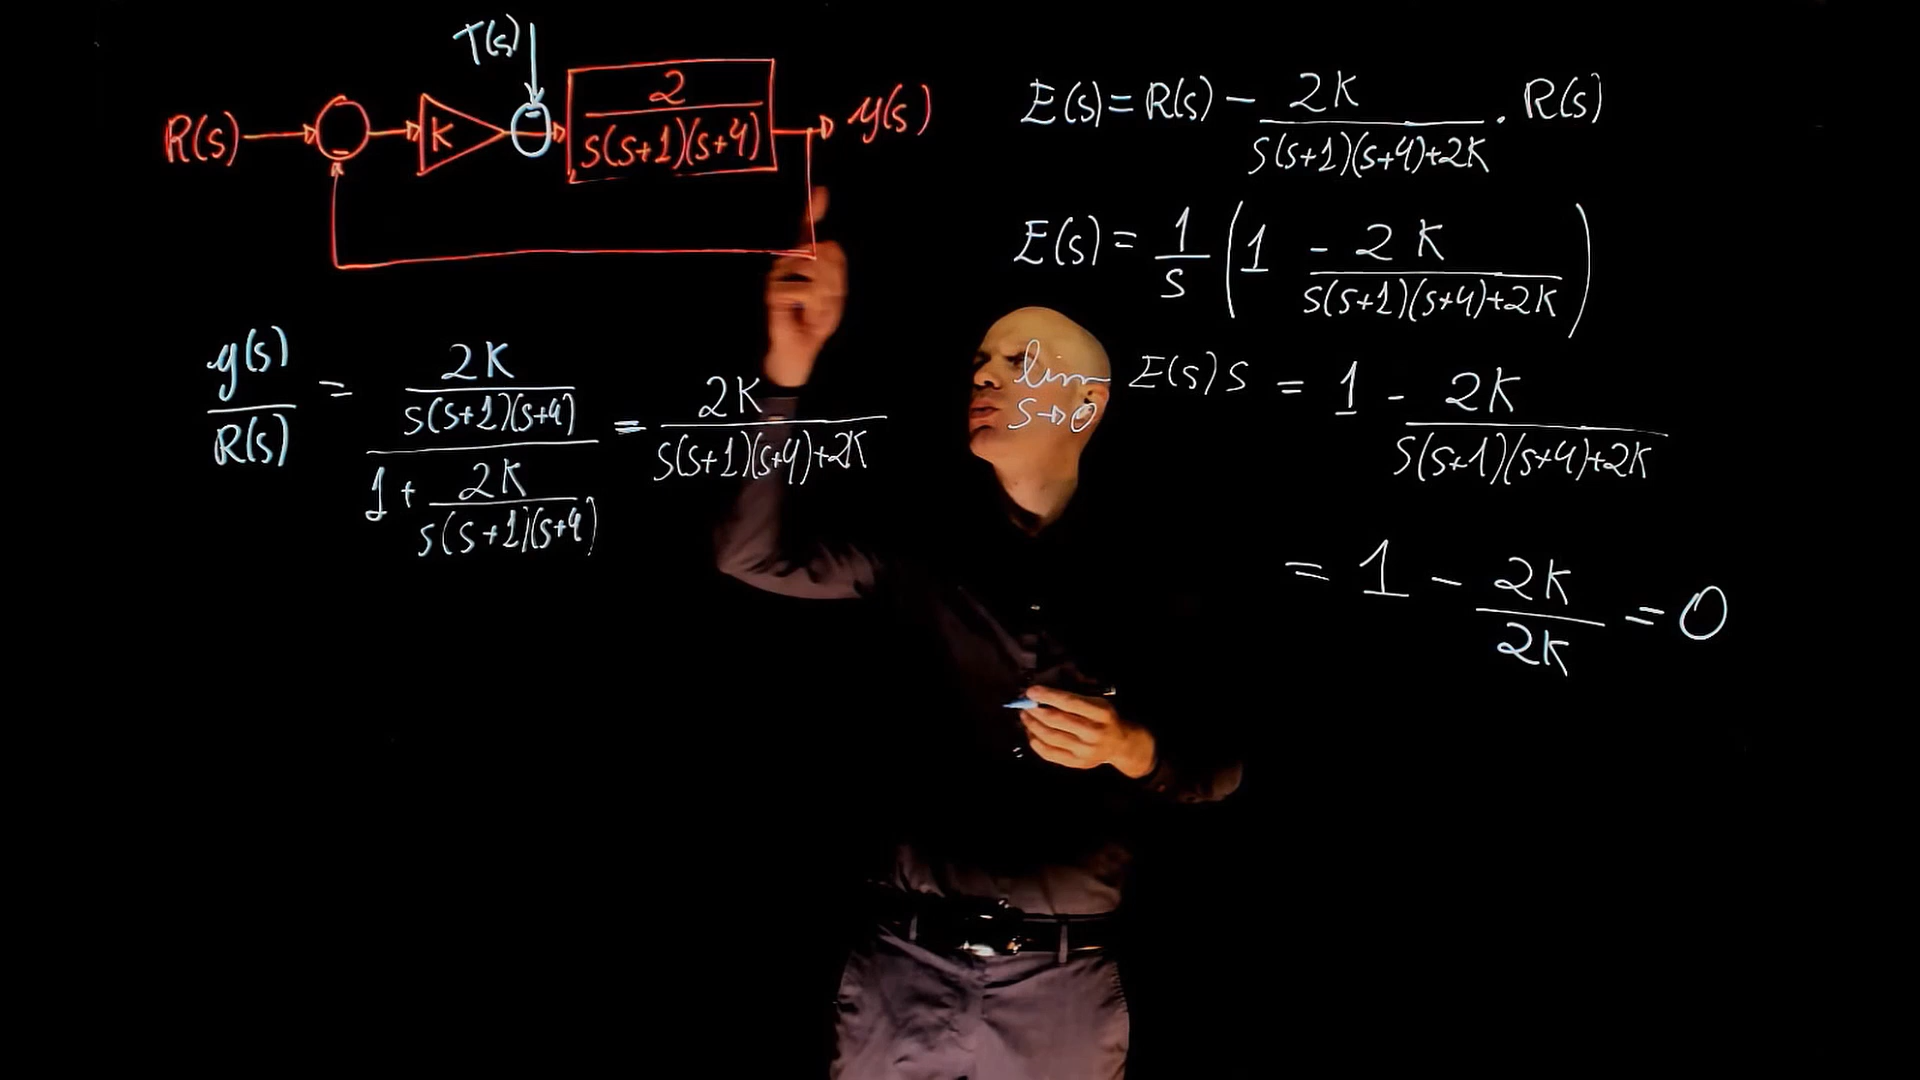 T(s)
R(s) - K - 2 / s(s+1)(s+4) y(s)
-
y(s) / R(s) = (2K / s(s+1)(s+4)) / (1 + 2K / s(s+1)(s+4)) = 2K / s(s+1)(s+4)+2K
E(s) = R(s) - 2K / s(s+1)(s+4)+2K . R(s)
E(s) = 1 / s (1 - 2K / s(s+1)(s+4)+2K)
lim s→0 E(s) s = 1 - 2K / s(s+1)(s+4)+2K
= 1 - 2K / 2K = 0